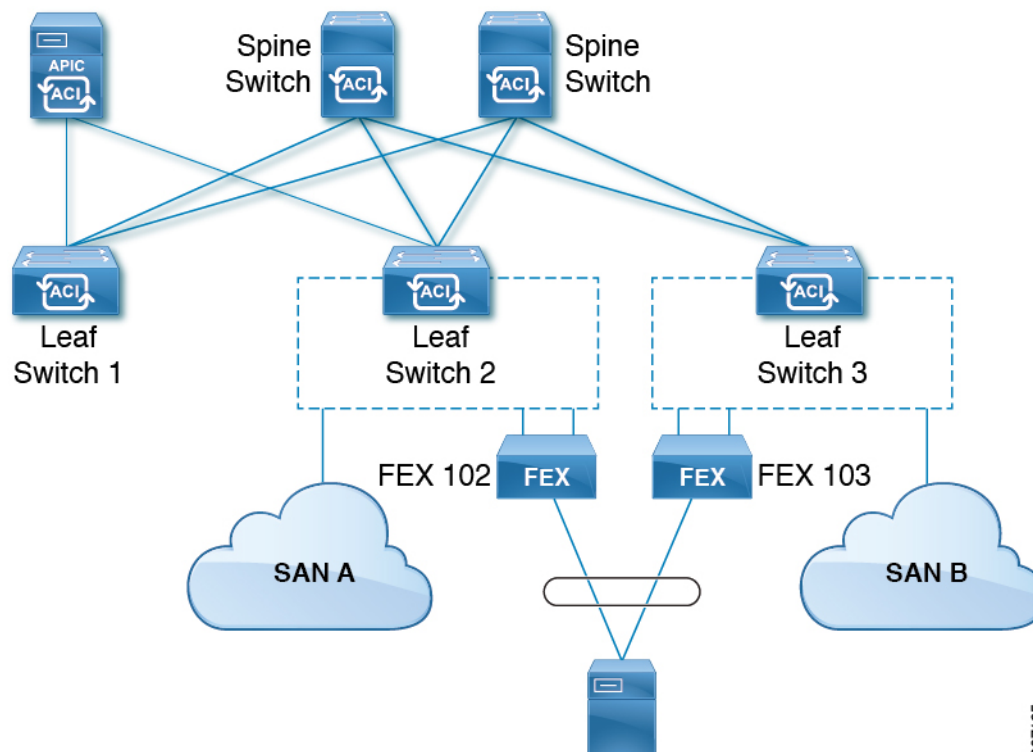 APIC
ACI
Spine
Switch
ACI
ACI
Spine
Switch
ACI
Leaf
Switch 1
ACI
Leaf
Switch 2
ACI
Leaf
Switch 3
FEX 102
FEX
FEX
FEX 103
SAN A
SAN B